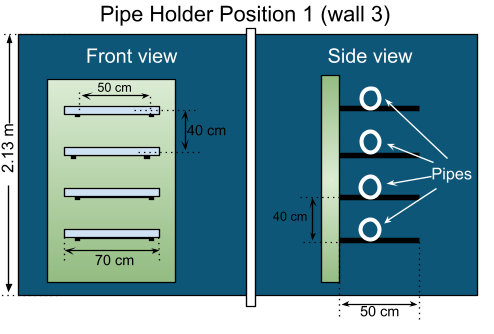 Pipe Holder Position 1 (wall 3)
Front view
Side view
50 cm
40 cm
2.13 m
Pipes
40 cm
70 cm
50 cm